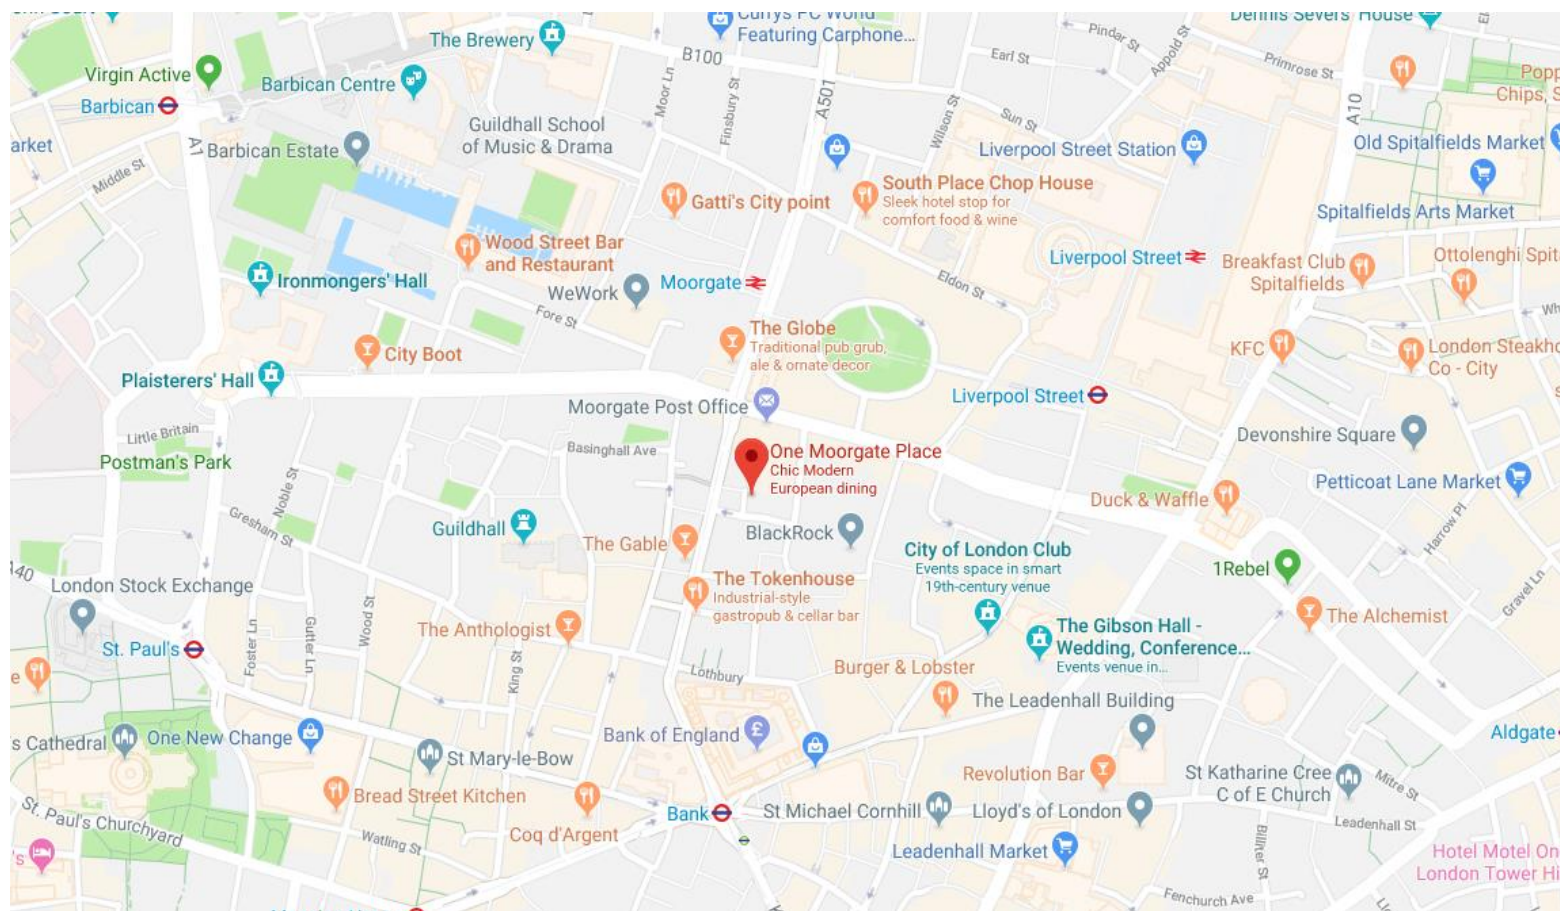 Virgin Active
Barbican
The Brewery
Barbican Centre
Featuring Carphone...
B100
A501
Moor Ln
Finsbury St
Earl St
Pindar St
Appold St
Dennis Severs' House
Primrose St
A10
Chips, S
arket
A1
Middle St
Barbican Estate
Guildhall School
of Music & Drama
Wilson St
Sun St
Liverpool Street Station
Old Spitalfields Market
South Place Chop House
Sleek hotel stop for
comfort food & wine
Gatti's City point
Spitalfields Arts Market
Wood Street Bar
and Restaurant
Ironmongers' Hall
WeWork
Moorgate
Fore St
Eldon St
Liverpool Street
Breakfast Club
Spitalfields
Ottolenghi Spit
The Globe
Traditional pub grub,
ale & ornate decor
City Boot
KFC
London Steakho
Co - City
Plaisterers' Hall
Moorgate Post Office
Liverpool Street
Little Britain
Postman's Park
Noble St
Basinghall Ave
One Moorgate Place
Chic Modern
European dining
Devonshire Square
Petticoat Lane Market
Duck & Waffle
Harrow Pl
Gresham St
Guildhall
The Gable
BlackRock
City of London Club
Events space in smart
19th-century venue
1Rebel
A40
London Stock Exchange
The Tokenhouse
Industrial-style
gastropub & cellar bar
Gravel Ln
The Alchemist
St. Paul's
Foster Ln
Gutter Ln
Wood St
The Anthologist
King St
Lothbury
The Gibson Hall -
Wedding, Conference...
Events venue in...
e
Burger & Lobster
The Leadenhall Building
s Cathedral
One New Change
St Mary-le-Bow
Bank of England
Aldgate
Revolution Bar
St Katharine Cree
C of E Church
Mitre St
Bread Street Kitchen
Coq d'Argent
Bank
St Michael Cornhill
Lloyd's of London
Leadenhall St
St. Paul's Churchyard
Watling St
Leadenhall Market
Billiter St
's
Hotel Motel On
London Tower Hi
Fenchurch Ave